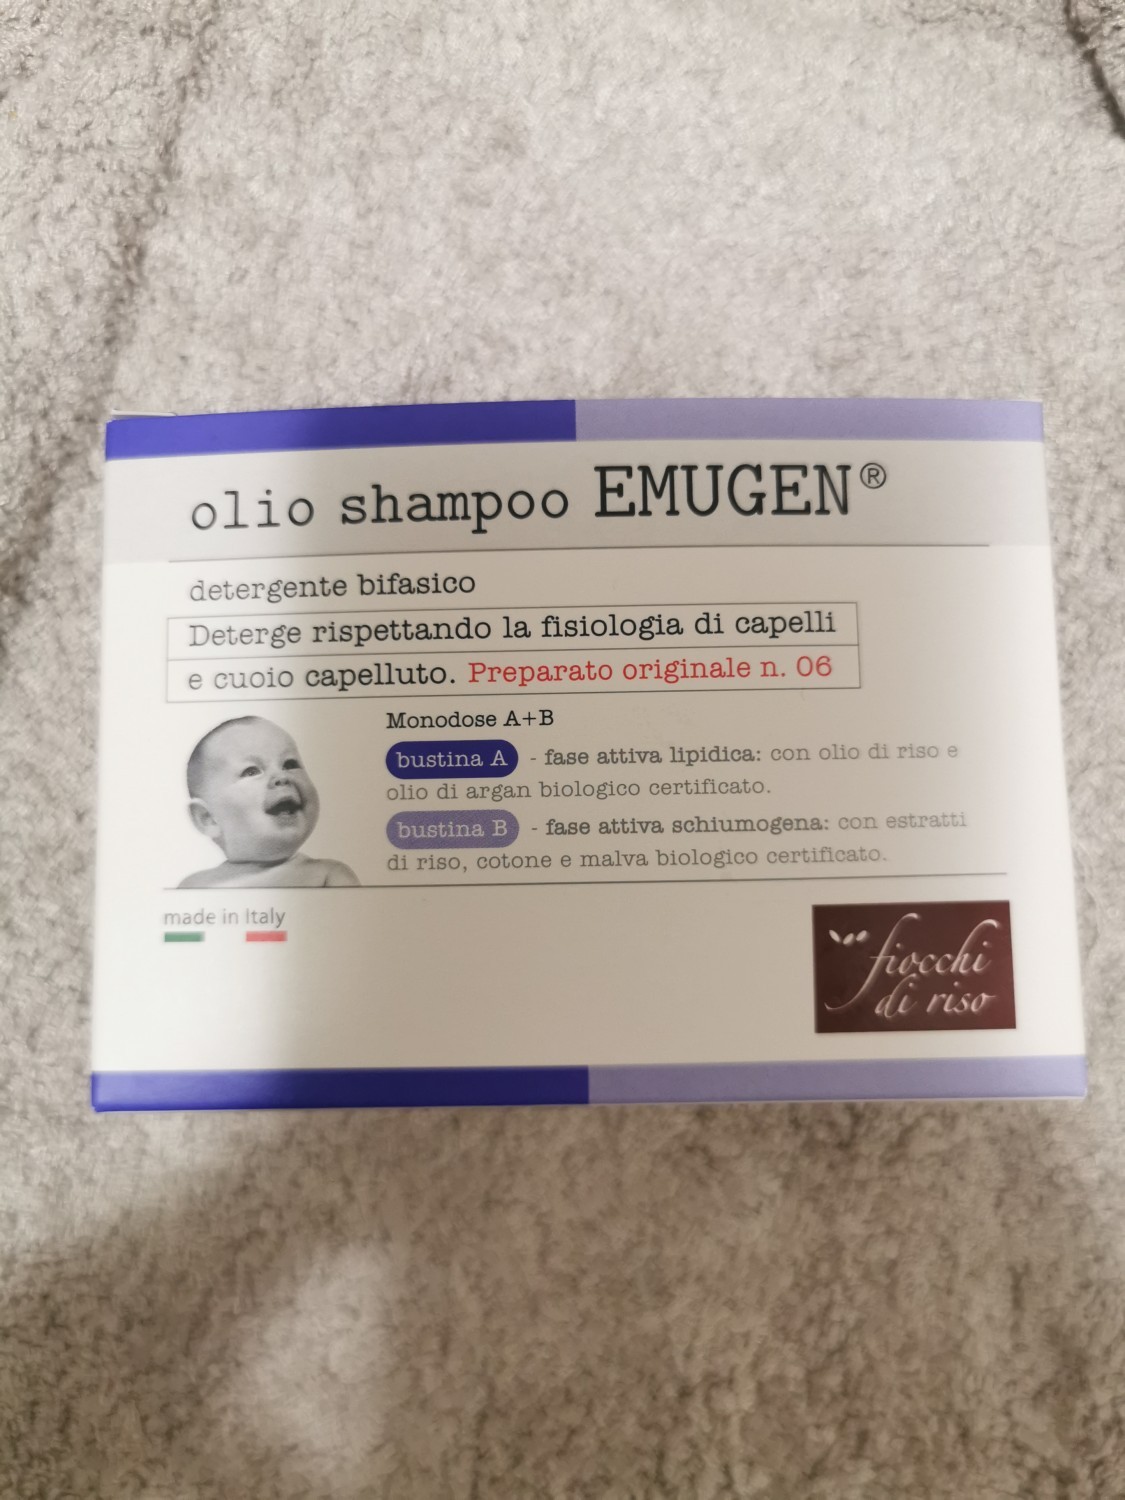 olio shampoo EMUGEN®
detergente bifasico
Deterge rispettando la fisiologia di capelli
e cuoio capelluto. Preparato originale n. 06
Monodose A+B
bustina A - fase attiva lipidica: con olio di riso e
olio di argan biologico certificato.
bustina B - fase attiva schiumogena: con estratti
di riso, cotone e malva biologico certificato.
made in Italy
fiocchi
di riso